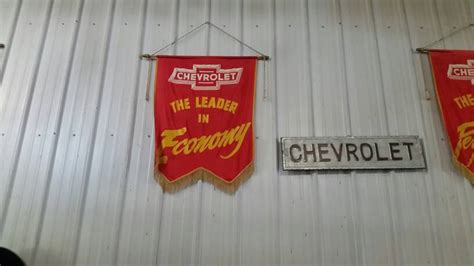 CHEVROLET
THE LEADER
IN
Economy
CHEVROLET